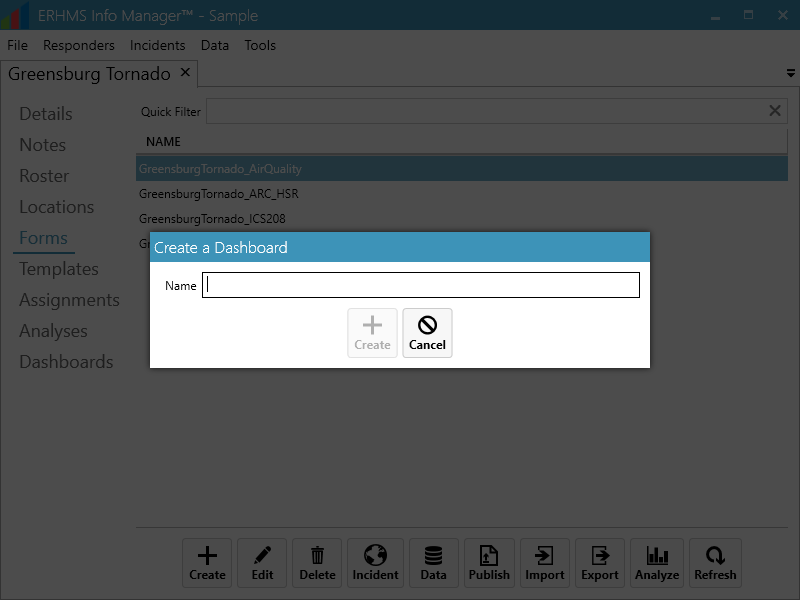 ERHMS Info Manager™ - Sample
File Responders Incidents Data Tools
Greensburg Tornado
Details
Notes
Roster
Locations
Forms
Templates
Assignments
Analyses
Dashboards
Quick Filter
NAME
GreensburgTornado_AirQuality
GreensburgTornado_ARC_HSR
GreensburgTornado_ICS208
Create a Dashboard
Name
Create Cancel
Create Edit Delete Incident Data Publish Import Export Analyze Refresh